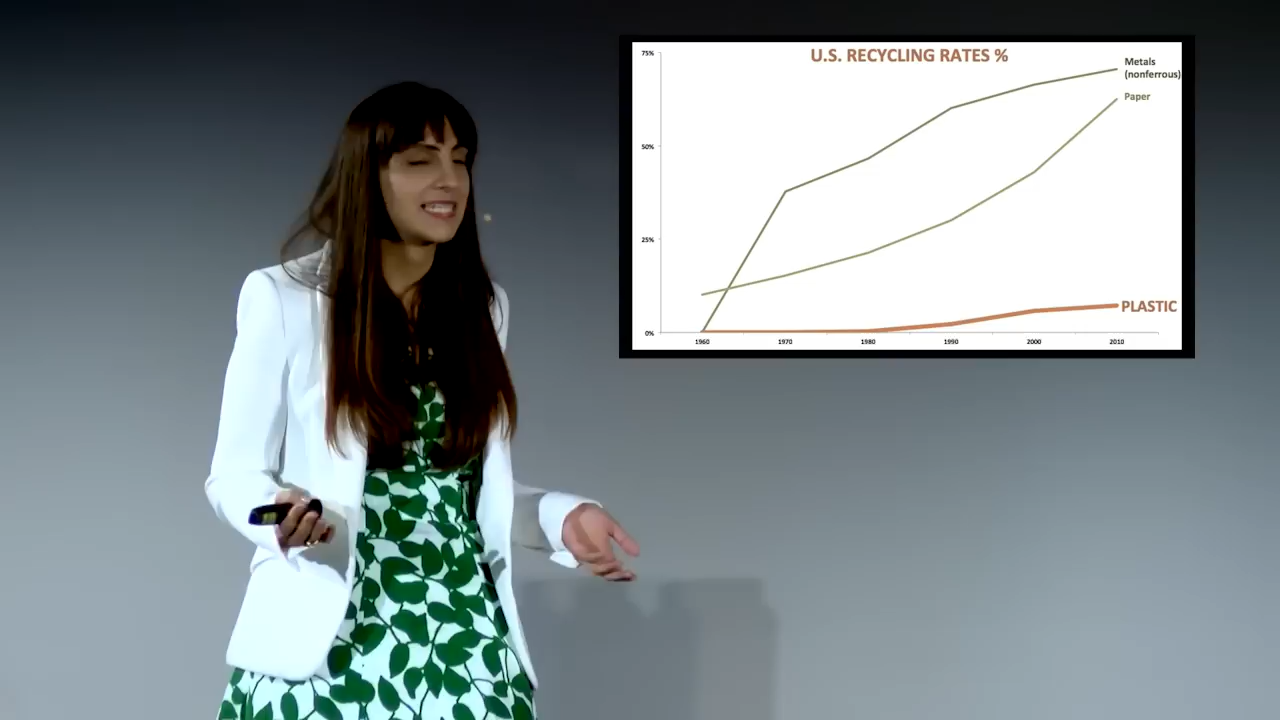 U.S. RECYCLING RATES %
75%
50%
25%
0%
Metals
(nonferrous)
Paper
PLASTIC
1960 1970 1980 1990 2000 2010